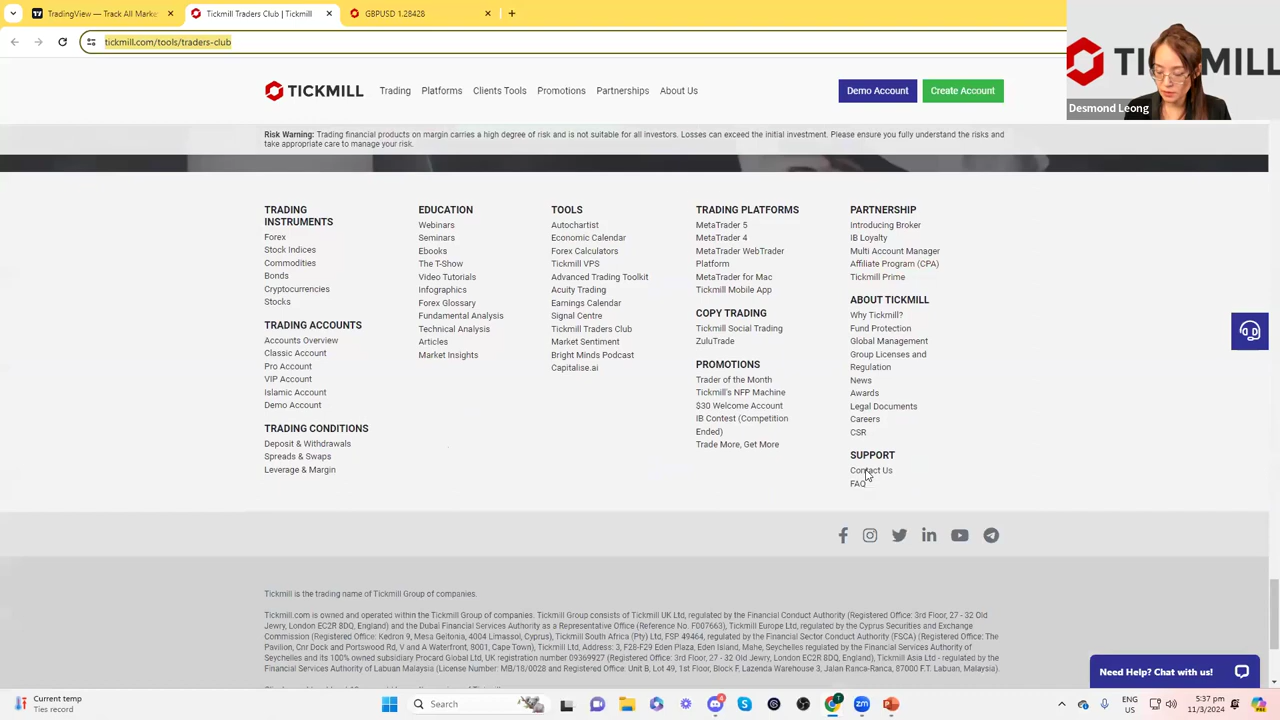 TradingView — Track All Marke
Tickmill Traders Club | Tickmill
GBPUSD 1.28428
tickmill.com/tools/traders-club
TICKMILL
Trading
Platforms
Clients Tools
Promotions
Partnerships
About Us
Demo Account
Create Account
TICKMILL
Desmond Leong
Risk Warning: Trading financial products on margin carries a high degree of risk and is not suitable for all investors. Losses can exceed the initial investment. Please ensure you fully understand the risks and
take appropriate care to manage your risk.
TRADING
INSTRUMENTS
Forex
Stock Indices
Commodities
Bonds
Cryptocurrencies
Stocks
TRADING ACCOUNTS
Accounts Overview
Classic Account
Pro Account
VIP Account
Islamic Account
Demo Account
TRADING CONDITIONS
Deposit & Withdrawals
Spreads & Swaps
Leverage & Margin
EDUCATION
Webinars
Seminars
Ebooks
The T-Show
Video Tutorials
Infographics
Forex Glossary
Fundamental Analysis
Technical Analysis
Articles
Market Insights
TOOLS
Autochartist
Economic Calendar
Forex Calculators
Tickmill VPS
Advanced Trading Toolkit
Acuity Trading
Earnings Calendar
Signal Centre
Tickmill Traders Club
Market Sentiment
Bright Minds Podcast
Capitalise.ai
TRADING PLATFORMS
MetaTrader 5
MetaTrader 4
MetaTrader WebTrader
Platform
MetaTrader for Mac
Tickmill Mobile App
COPY TRADING
Tickmill Social Trading
ZuluTrade
PROMOTIONS
Trader of the Month
Tickmill's NFP Machine
$30 Welcome Account
IB Contest (Competition
Ended)
Trade More, Get More
PARTNERSHIP
Introducing Broker
IB Loyalty
Multi Account Manager
Affiliate Program (CPA)
Tickmill Prime
ABOUT TICKMILL
Why Tickmill?
Fund Protection
Global Management
Group Licenses and
Regulation
News
Awards
Legal Documents
Careers
CSR
SUPPORT
Contact Us
FAQ
Tickmill is the trading name of Tickmill Group of companies.
Tickmill.com is owned and operated within the Tickmill Group of companies. Tickmill Group consists of Tickmill UK Ltd, regulated by the Financial Conduct Authority (Registered Office: 3rd Floor, 27 - 32 Old
Jewry, London EC2R 8DQ, England) and the Dubai Financial Services Authority as a Representative Office (Reference No. F007663), Tickmill Europe Ltd, regulated by the Cyprus Securities and Exchange
Commission (Registered Office: Kedron 9, Mesa Geitonia, 4004 Limassol, Cyprus), Tickmill South Africa (Pty) Ltd, FSP 49464, regulated by the Financial Sector Conduct Authority (FSCA) (Registered Office: The
Pavilion, Cnr Dock and Portswood Rd, V and A Waterfront, 8001, Cape Town), Tickmill Ltd, Address: 3, F28-F29 Eden Plaza, Eden Island, Mahe, Seychelles regulated by the Financial Services Authority of
Seychelles and its 100% owned subsidiary Procard Global Ltd, UK registration number 09369927 (Registered Office: 27 - 32 Old Jewry, London EC2R 8DQ, England), Tickmill Asia Ltd - regulated by the
Financial Services Authority of Labuan Malaysia (License Number: MB/18/0028 and Registered Office: Unit B, Lot 49, 1st Floor, Block F, Lazenda Warehouse 3, Jalan Ranca-Ranca, 87000 F.T. Labuan, Malaysia).
Need Help? Chat with us!
Current temp
Ties record
Search
4
ENG
US
5:37 pm
11/3/2024